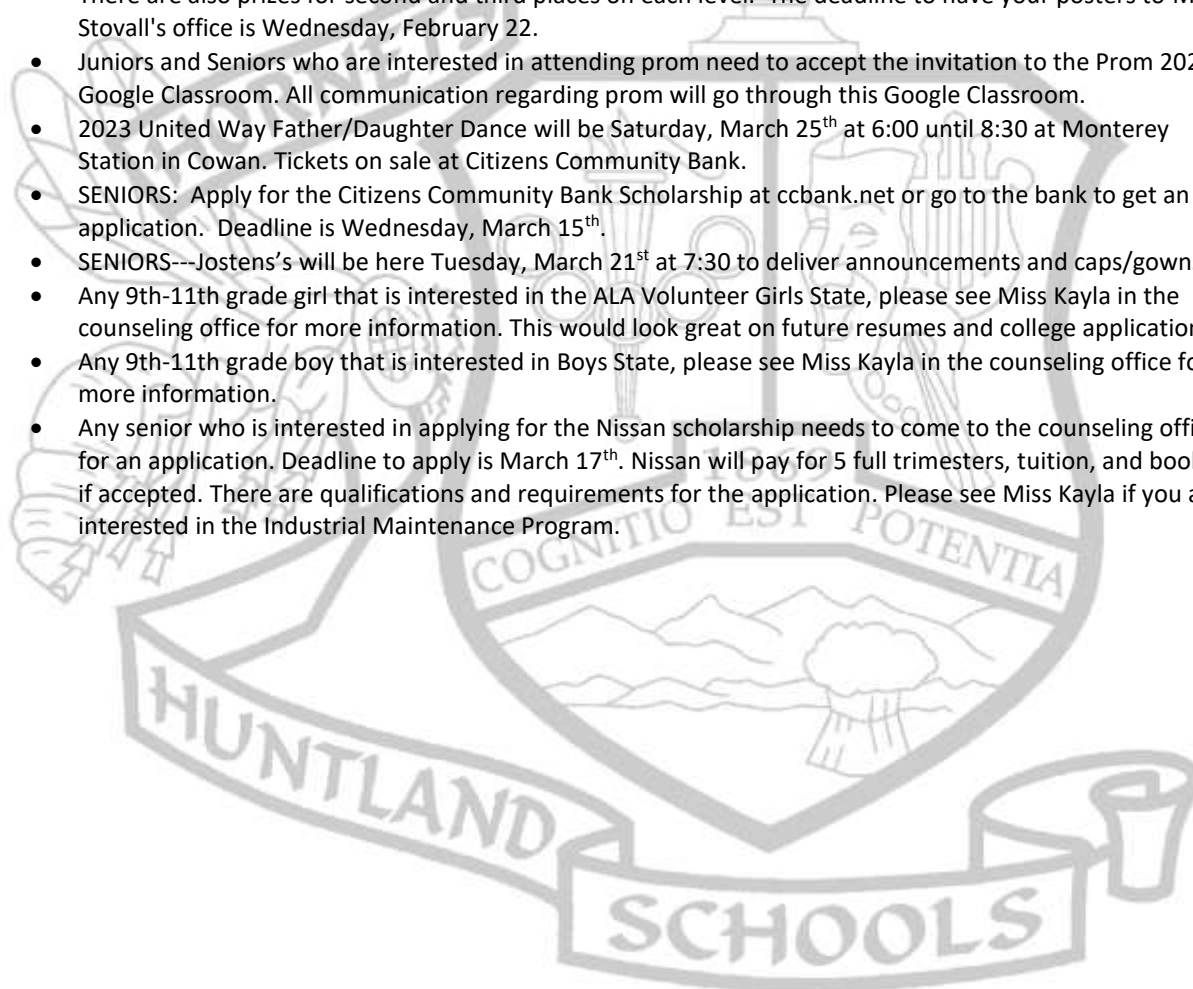 There are also prizes for second and third places on each level. The deadline to have your posters to
Stovall's office is Wednesday, February 22.
• Juniors and Seniors who are interested in attending prom need to accept the invitation to the Prom
Google Classroom. All communication regarding prom will go through this Google Classroom.
• 2023 United Way Father/Daughter Dance will be Saturday, March 25th at 6:00 until 8:30 at Monterey
Station in Cowan. Tickets on sale at Citizens Community Bank.
• SENIORS: Apply for the Citizens Community Bank Scholarship at ccbank.net or go to the bank to get an
application. Deadline is Wednesday, March 15th.
• SENIORS---Jostens's will be here Tuesday, March 21st at 7:30 to deliver announcements and caps/gown
• Any 9th-11th grade girl that is interested in the ALA Volunteer Girls State, please see Miss Kayla in the
counseling office for more information. This would look great on future resumes and college application
• Any 9th-11th grade boy that is interested in Boys State, please see Miss Kayla in the counseling office
more information.
• Any senior who is interested in applying for the Nissan scholarship needs to come to the counseling
for an application. Deadline to apply is March 17th. Nissan will pay for 5 full trimesters, tuition, and book
if accepted. There are qualifications and requirements for the application. Please see Miss Kayla if you
interested in the Industrial Maintenance Program.
HORNETS
1869
COGNITIO EST POTENTIA
HUNTLAND
SCHOOLS